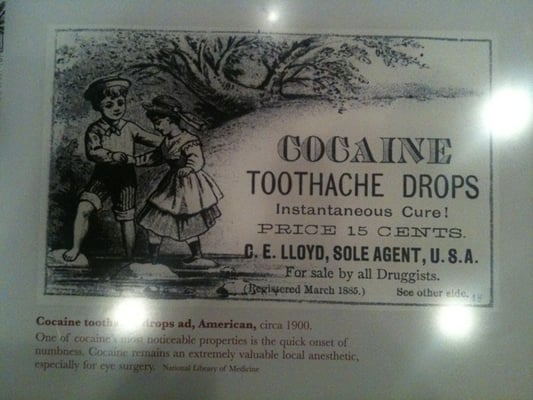 COCAINE
TOOTHACHE DROPS
Instantaneous Cure!
PRICE 15 CENTS.
C. E. LLOYD, SOLE AGENT, U. S. A.
For sale by all Druggists.
(Registered March 1885.) See other side.
Cocaine tooth drops ad, American, circa 1900.
One of cocaine's most noticeable properties is the quick onset of
numbness. Cocaine remains an extremely valuable local anesthetic,
especially for eye surgery. National Library of Medicine